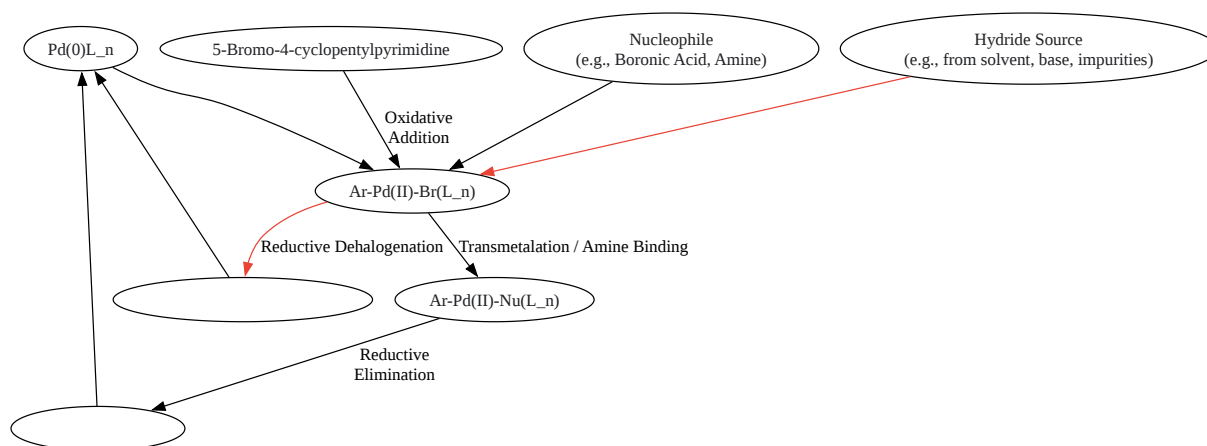 Pd(0)L_n
5-Bromo-4-cyclopentylpyrimidine
Nucleophile
(e.g., Boronic Acid, Amine)
Hydride Source
(e.g., from solvent, base, impurities)
Oxidative
Addition
Ar-Pd(II)-Br(L_n)
Reductive Dehalogenation
Transmetalation / Amine Binding
Ar-Pd(II)-Nu(L_n)
Reductive
Elimination